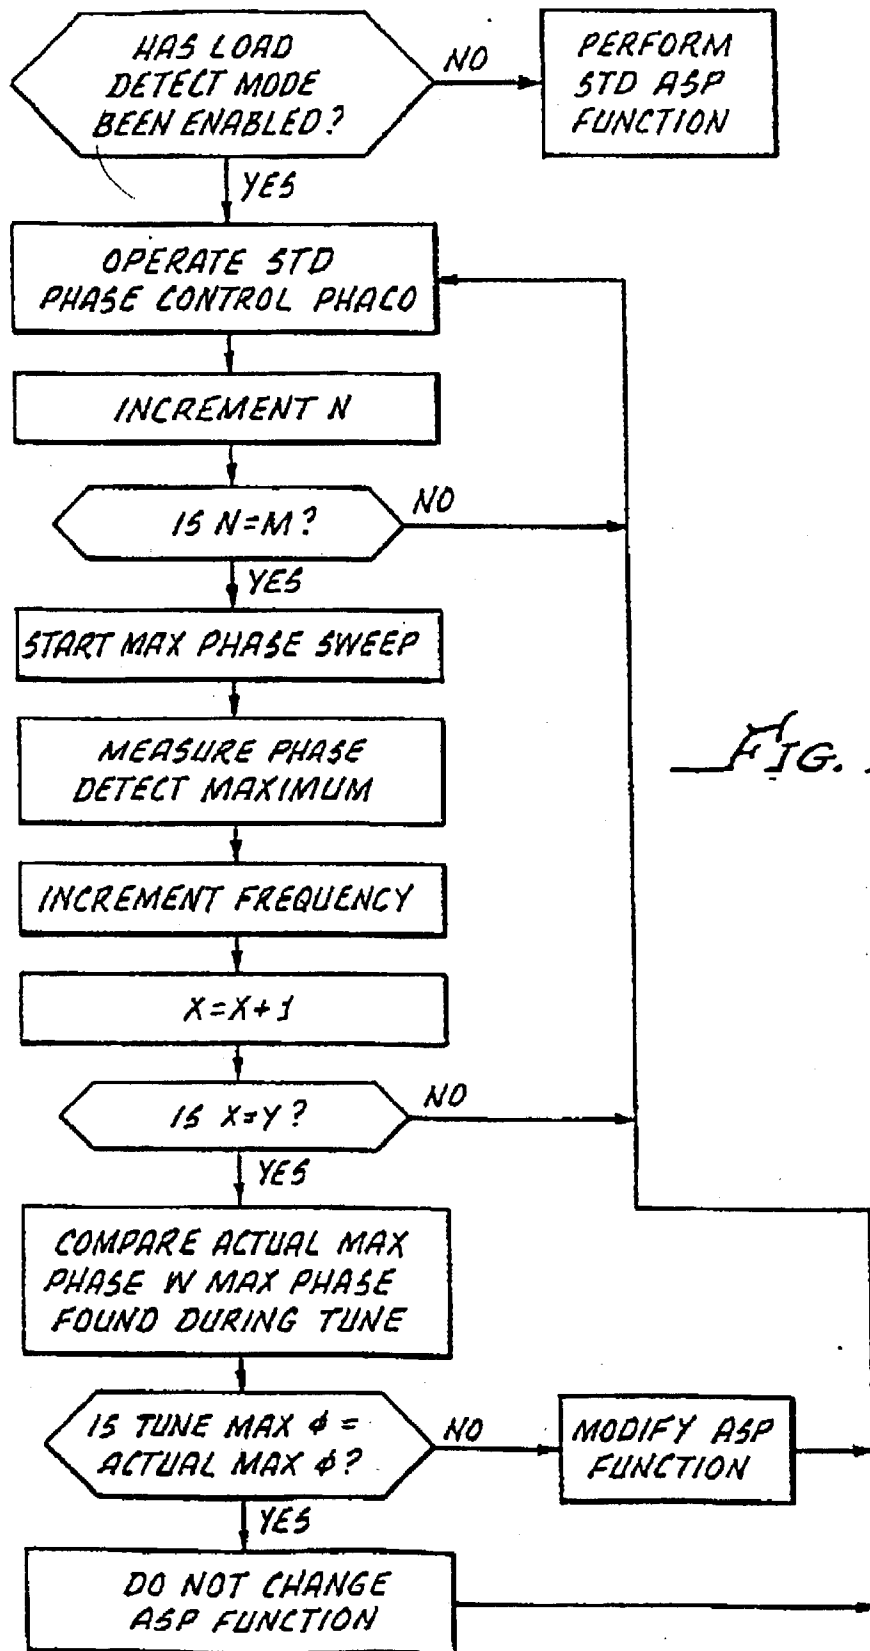 HAS LOAD
DETECT MODE
BEEN ENABLED?
NO
PERFORM
STD ASP
FUNCTION
YES
OPERATE STD
PHASE CONTROL PHACO
INCREMENT N
IS N=M?
NO
YES
START MAX PHASE SWEEP
MEASURE PHASE
DETECT MAXIMUM
FIG.
INCREMENT FREQUENCY
X=X+1
IS X=Y?
NO
YES
COMPARE ACTUAL MAX
PHASE W MAX PHASE
FOUND DURING TUNE
IS TUNE MAX ϕ =
ACTUAL MAX ϕ?
NO
MODIFY ASP
FUNCTION
YES
DO NOT CHANGE
ASP FUNCTION